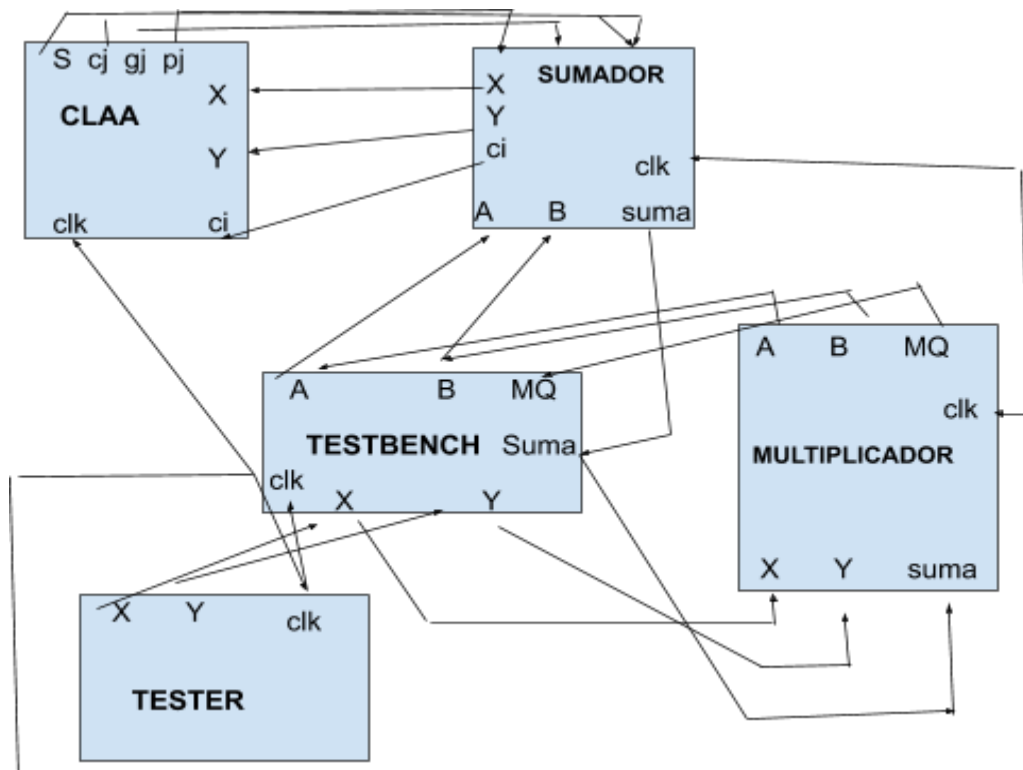 S cj gj pj
X
CLAA
Y
clk ci
SUMADOR
X
Y
ci
clk
A B suma
A B MQ
clk
MULTIPLICADOR
X Y suma
A B MQ
TESTBENCH Suma
clk
X Y
X Y clk
TESTER